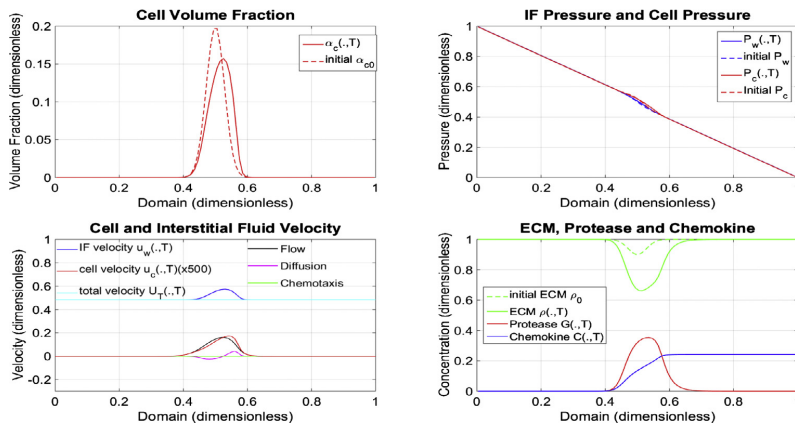 Cell Volume Fraction
Volume Fraction (dimensionless)
0.2
0.15
0.1
0.05
0
α_c(.,T)
initial α_c0
0 0.2 0.4 0.6 0.8 1
Domain (dimensionless)
IF Pressure and Cell Pressure
Pressure (dimensionless)
1
0.8
0.6
0.4
0.2
0
P_w(.,T)
initial P_w
P_c(.,T)
Initial P_c
0 0.2 0.4 0.6 0.8
Domain (dimensionless)
Cell and Interstitial Fluid Velocity
Velocity (dimensionless)
1
0.6
0.2
0
-0.2
IF velocity u_w(.,T)
cell velocity u_c(.,T)(x500)
total velocity U_T(.,T)
Flow
Diffusion
Chemotaxis
0 0.2 0.4 0.6 0.8 1
Domain (dimensionless)
ECM, Protease and Chemokine
Concentration (dimensionless)
1
0.8
0.6
0.4
0.2
0
initial ECM ρ_0
ECM ρ(.,T)
Protease G(.,T)
Chemokine C(.,T)
0 0.2 0.4 0.6 0.8 1
Domain (dimensionless)